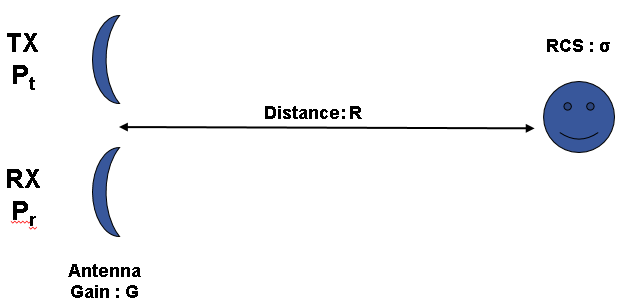 TX
Pt
RCS : σ
Distance: R
RX
Pr
Antenna
Gain : G